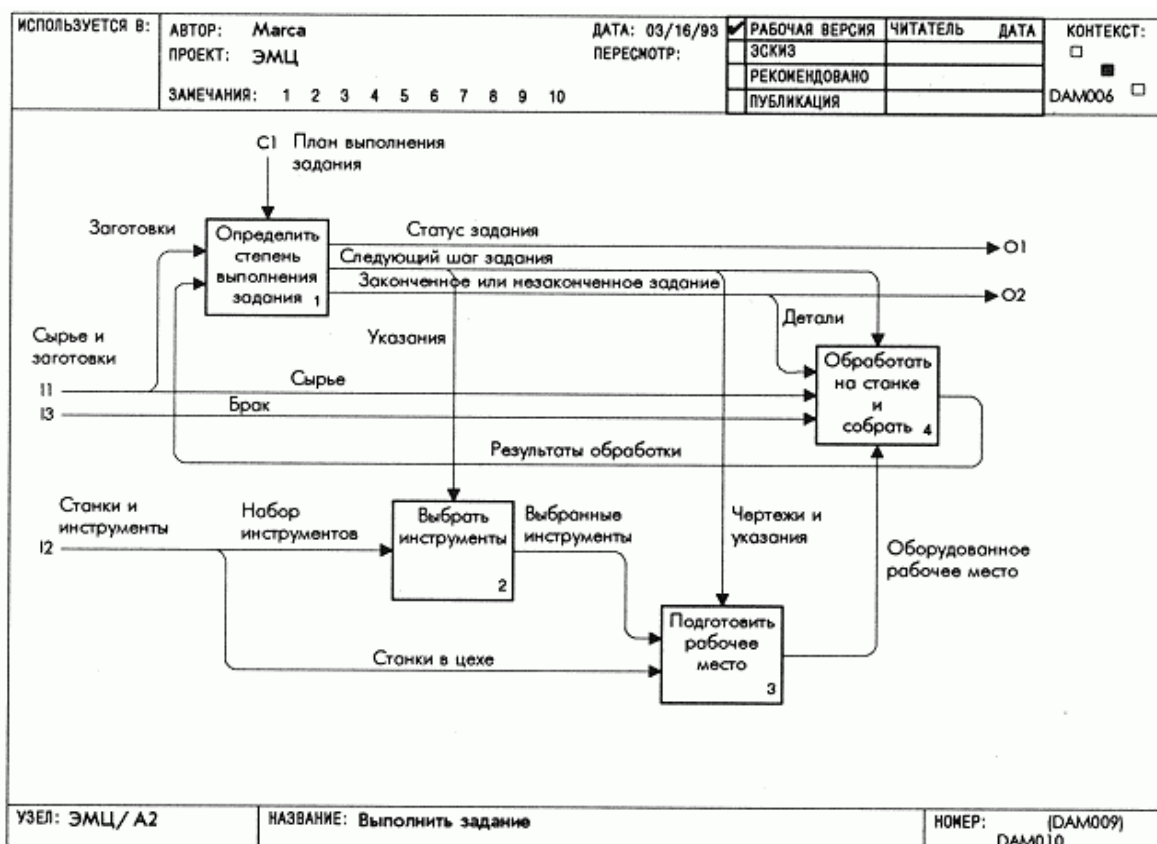 ИСПОЛЬЗУЕТСЯ В:
АВТОР: Marca
ДАТА: 03/16/93
ПРОЕКТ: ЭМЦ
ПЕРЕСМОТР:
ЗАМЕЧАНИЯ: 1 2 3 4 5 6 7 8 9 10
РАБОЧАЯ ВЕРСИЯ
ЭСКИЗ
РЕКОМЕНДОВАНО
ПУБЛИКАЦИЯ
ЧИТАТЕЛЬ ДАТА
КОНТЕКСТ:
DAM006
C1 План выполнения
задания
Заготовки
Определить
степень
выполнения
задания 1
Статус задания
O1
Следующий шаг задания
Законченное или незаконченное задание
O2
Детали
Указания
Сырье и
заготовки
I1
Сырье
I3
Брак
Обработать
на станке
и
собрать 4
Результаты обработки
Станки и
инструменты
I2
Набор
инструментов
Выбрать
инструменты
2
Выбранные
инструменты
Чертежи и
указания
Оборудованное
рабочее место
Станки в цехе
Подготовить
рабочее
место
3
УЗЕЛ: ЭМЦ/А2
НАЗВАНИЕ: Выполнить задание
НОМЕР: (DAM009)
DAM010